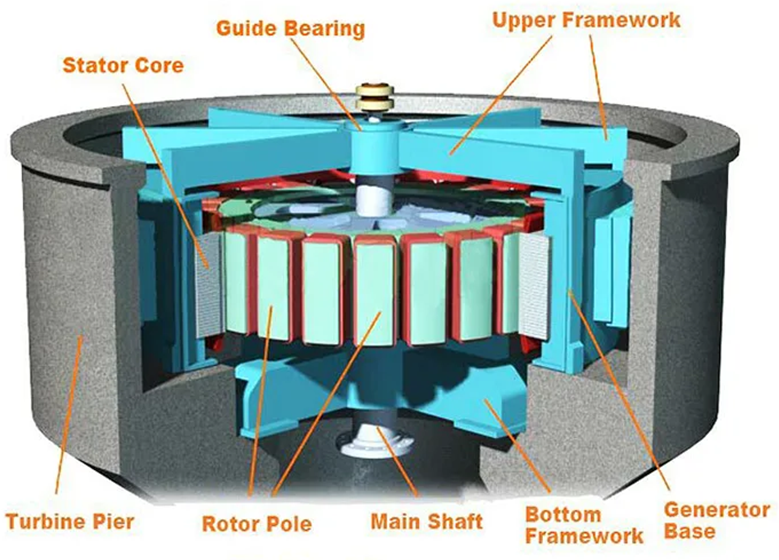 Guide Bearing
Upper Framework
Stator Core
Turbine Pier
Rotor Pole
Main Shaft
Bottom
Framework
Generator
Base